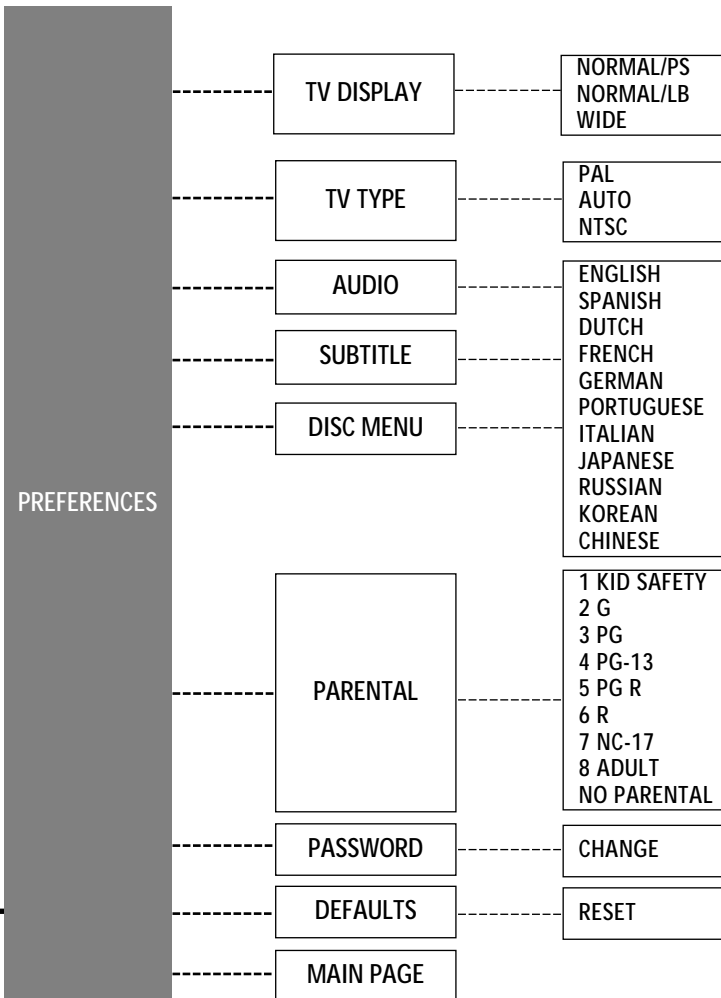 PREFERENCES
TV DISPLAY
NORMAL/PS
NORMAL/LB
WIDE
TV TYPE
PAL
AUTO
NTSC
AUDIO
SUBTITLE
DISC MENU
ENGLISH
SPANISH
DUTCH
FRENCH
GERMAN
PORTUGUESE
ITALIAN
JAPANESE
RUSSIAN
KOREAN
CHINESE
PARENTAL
1 KID SAFETY
2 G
3 PG
4 PG-13
5 PG R
6 R
7 NC-17
8 ADULT
NO PARENTAL
PASSWORD
CHANGE
DEFAULTS
RESET
MAIN PAGE